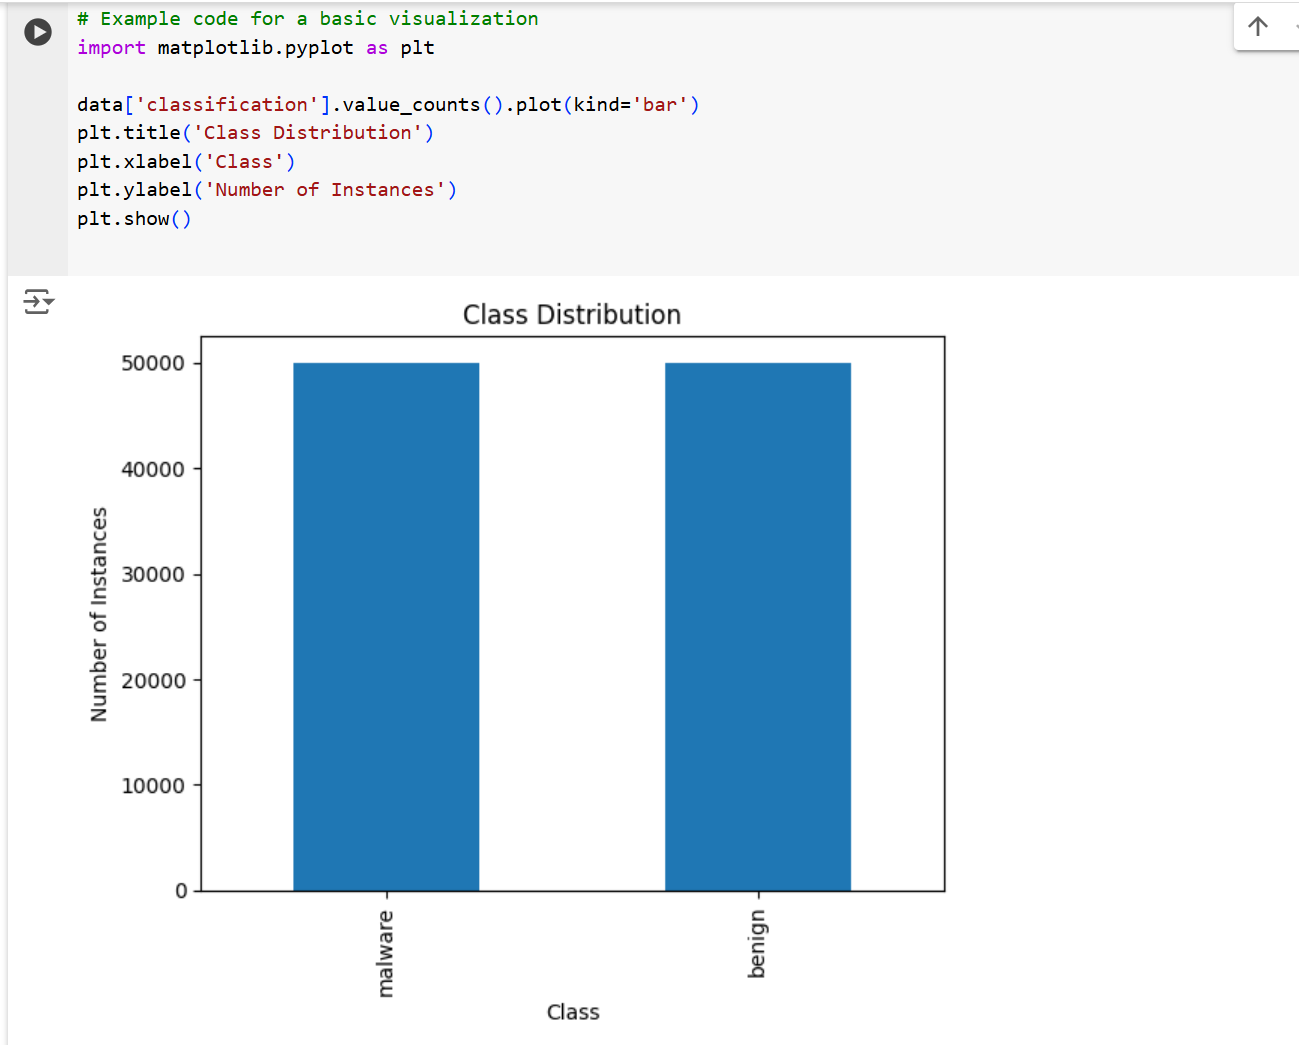 # Example code for a basic visualization
import matplotlib.pyplot as plt
data['classification'].value_counts().plot(kind='bar')
plt.title('Class Distribution')
plt.xlabel('Class')
plt.ylabel('Number of Instances')
plt.show()
Class Distribution
50000
40000
30000
20000
10000
0
Number of Instances
malware
benign
Class